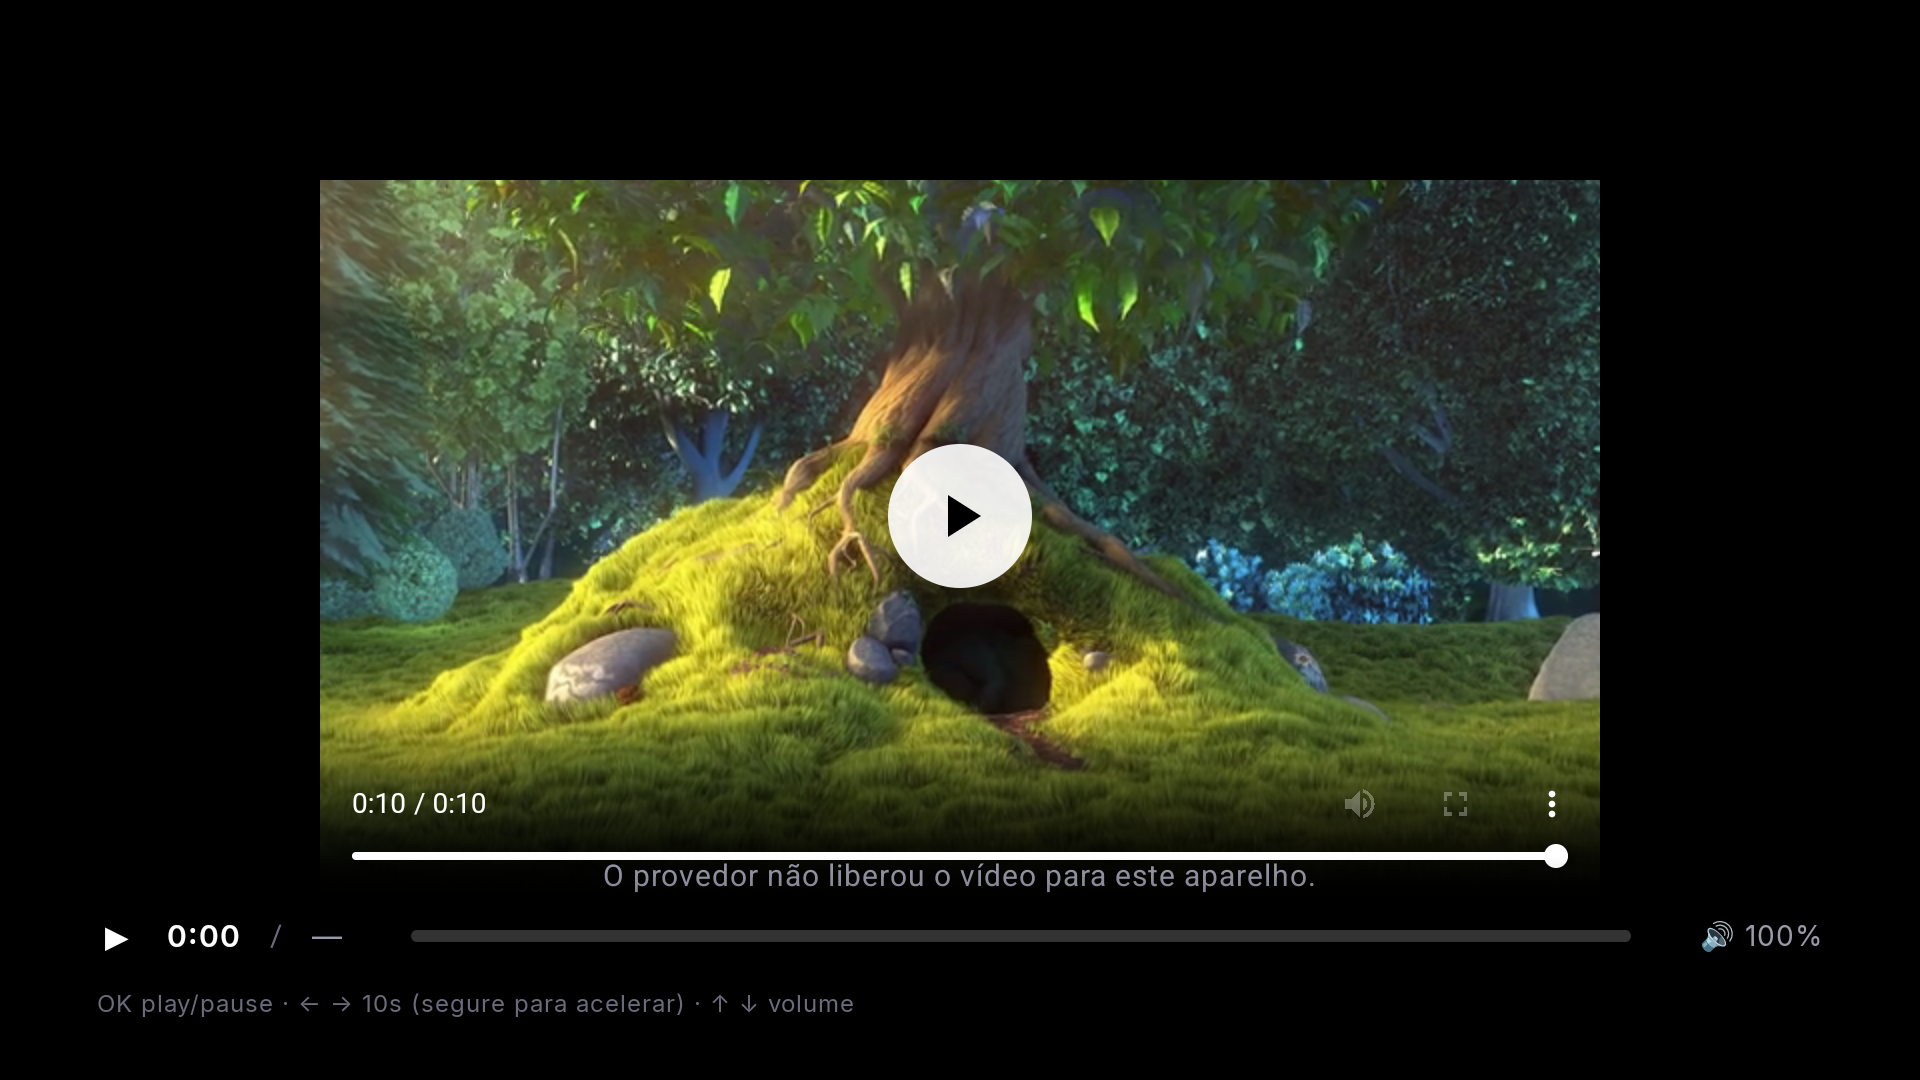 0:10 / 0:10
O provedor não liberou o vídeo para este aparelho.
0:00 / —
100%
OK play/pause · ← → 10s (segure para acelerar) · ↑ ↓ volume